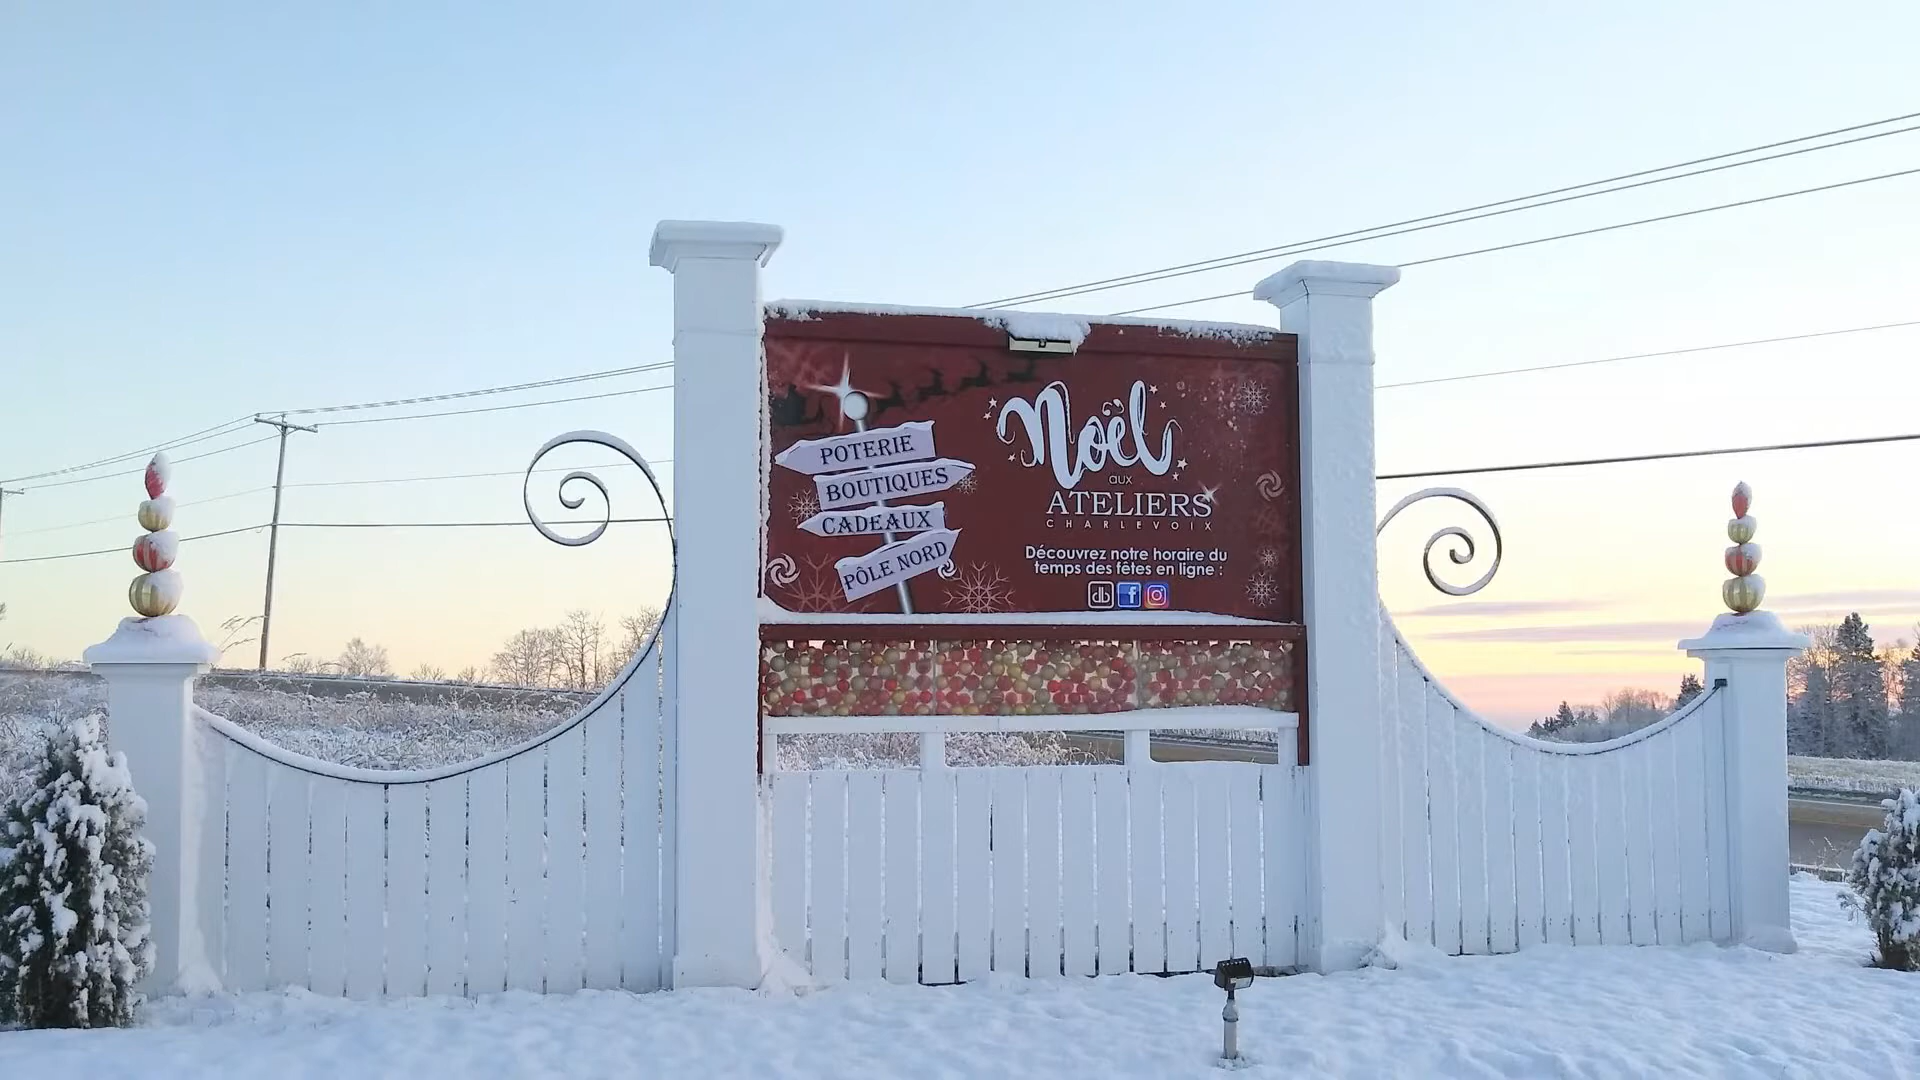 POTERIE
BOUTIQUES
CADEAUX
PÔLE NORD
Noël
aux
ATELIERS
CHARLEVOIX
Découvrez notre horaire du
temps des fêtes en ligne :
db f